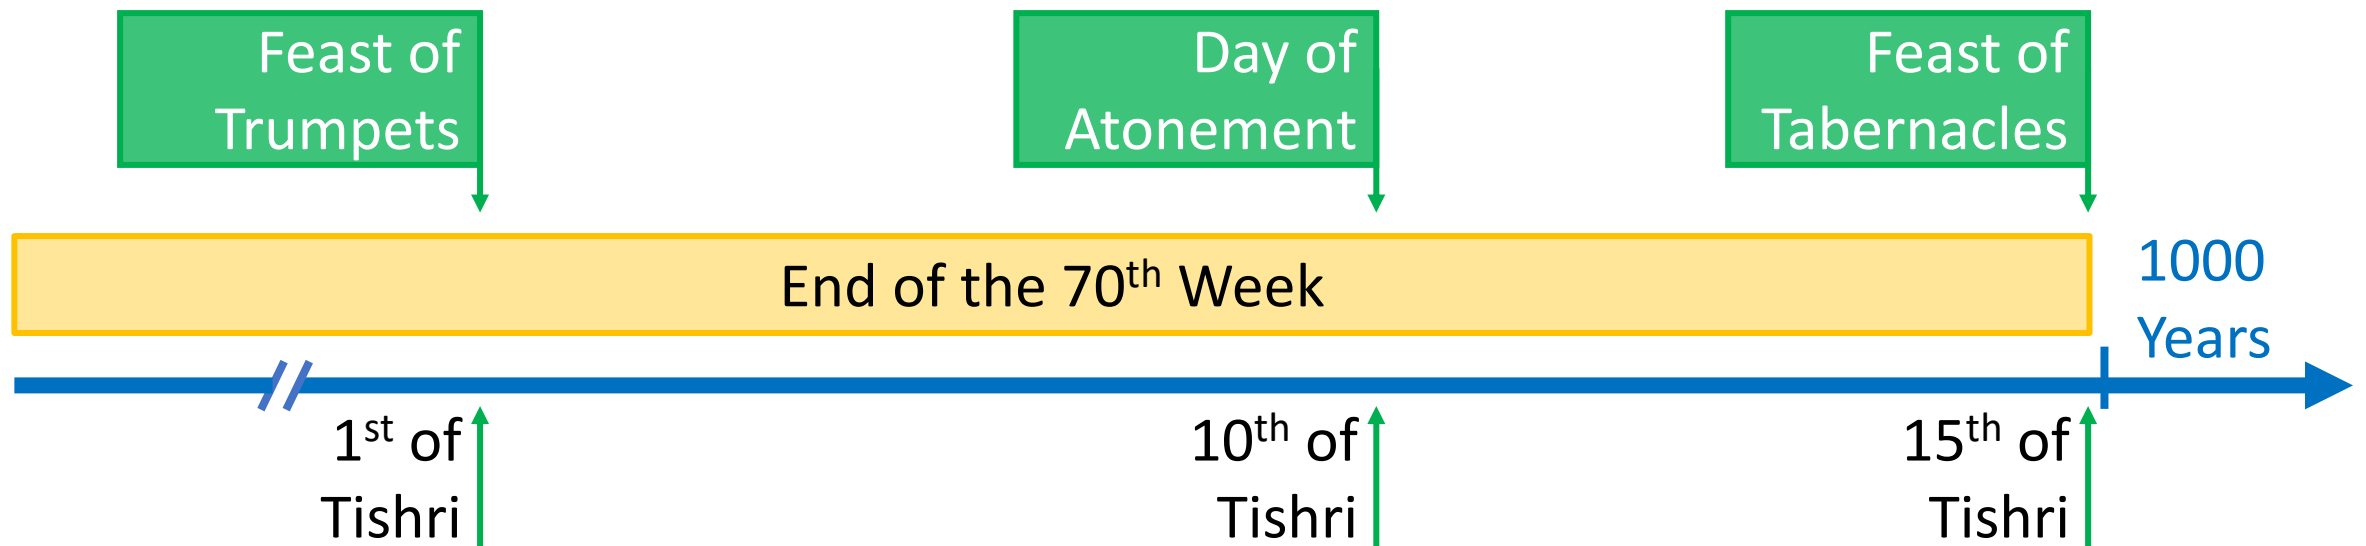 Feast of
Trumpets
Day of
Atonement
Feast of
Tabernacles
End of the 70th Week
1000
Years
1st of
Tishri
10th of
Tishri
15th of
Tishri